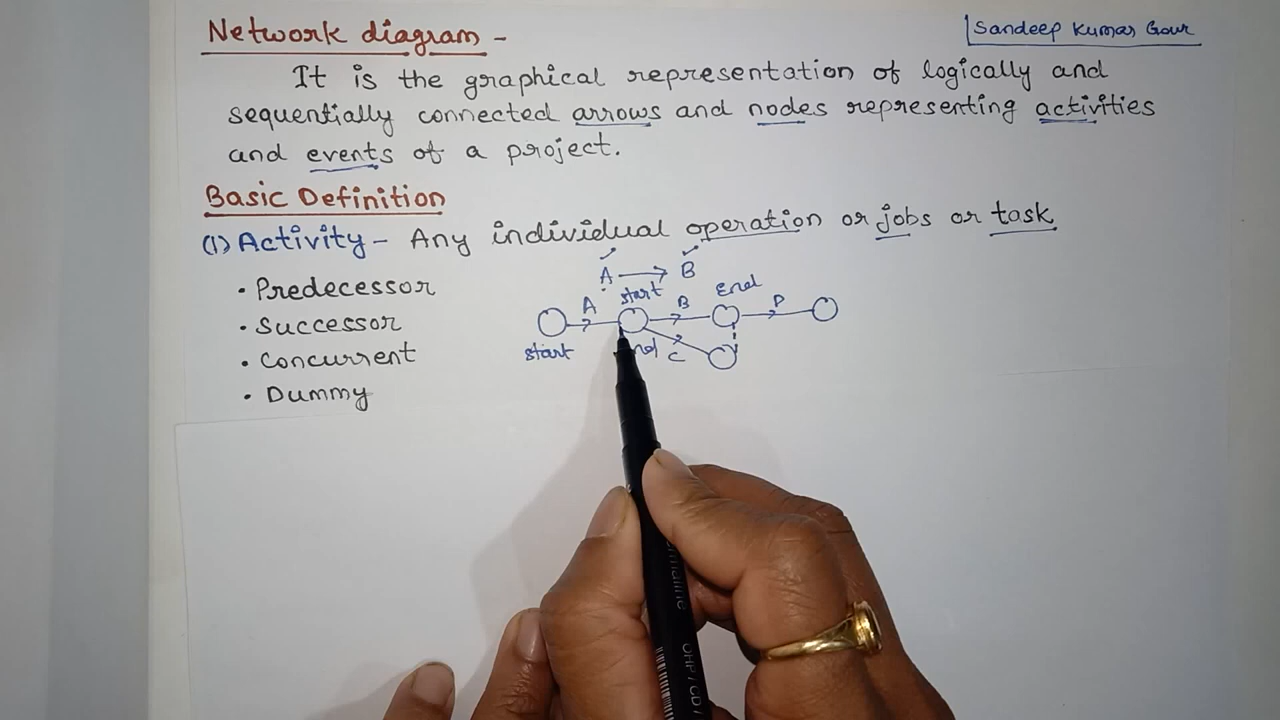 Network diagram -
Sandeep Kumar Gour
It is the graphical representation of logically and
sequentially connected arrows and nodes representing activities
and events of a project.
Basic Definition
(1) Activity - Any individual operation or jobs or task
• Predecessor
• Successor
• Concurrent
• Dummy
A → B
start End
A B D
start C